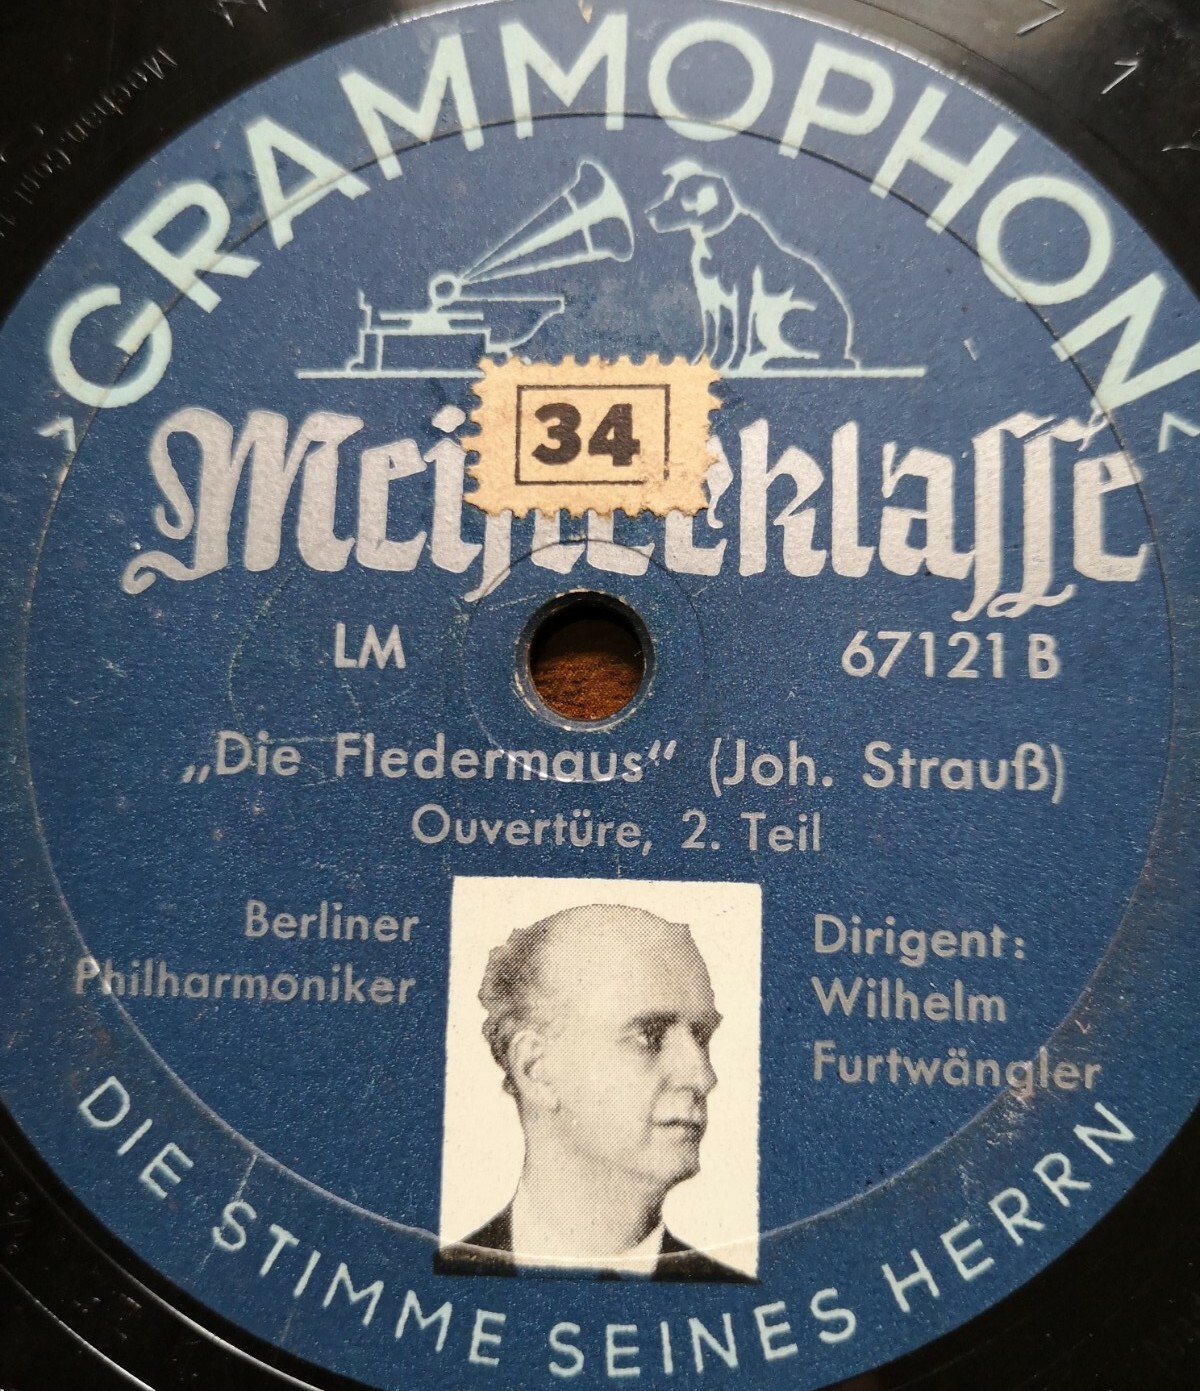 GRAMMOPHON
34
Meisterklasse
LM
67121 B
„Die Fledermaus“ (Joh. Strauß)
Ouvertüre, 2. Teil
Berliner
Philharmoniker
Dirigent:
Wilhelm
Furtwängler
DIE STIMME SEINES HERRN